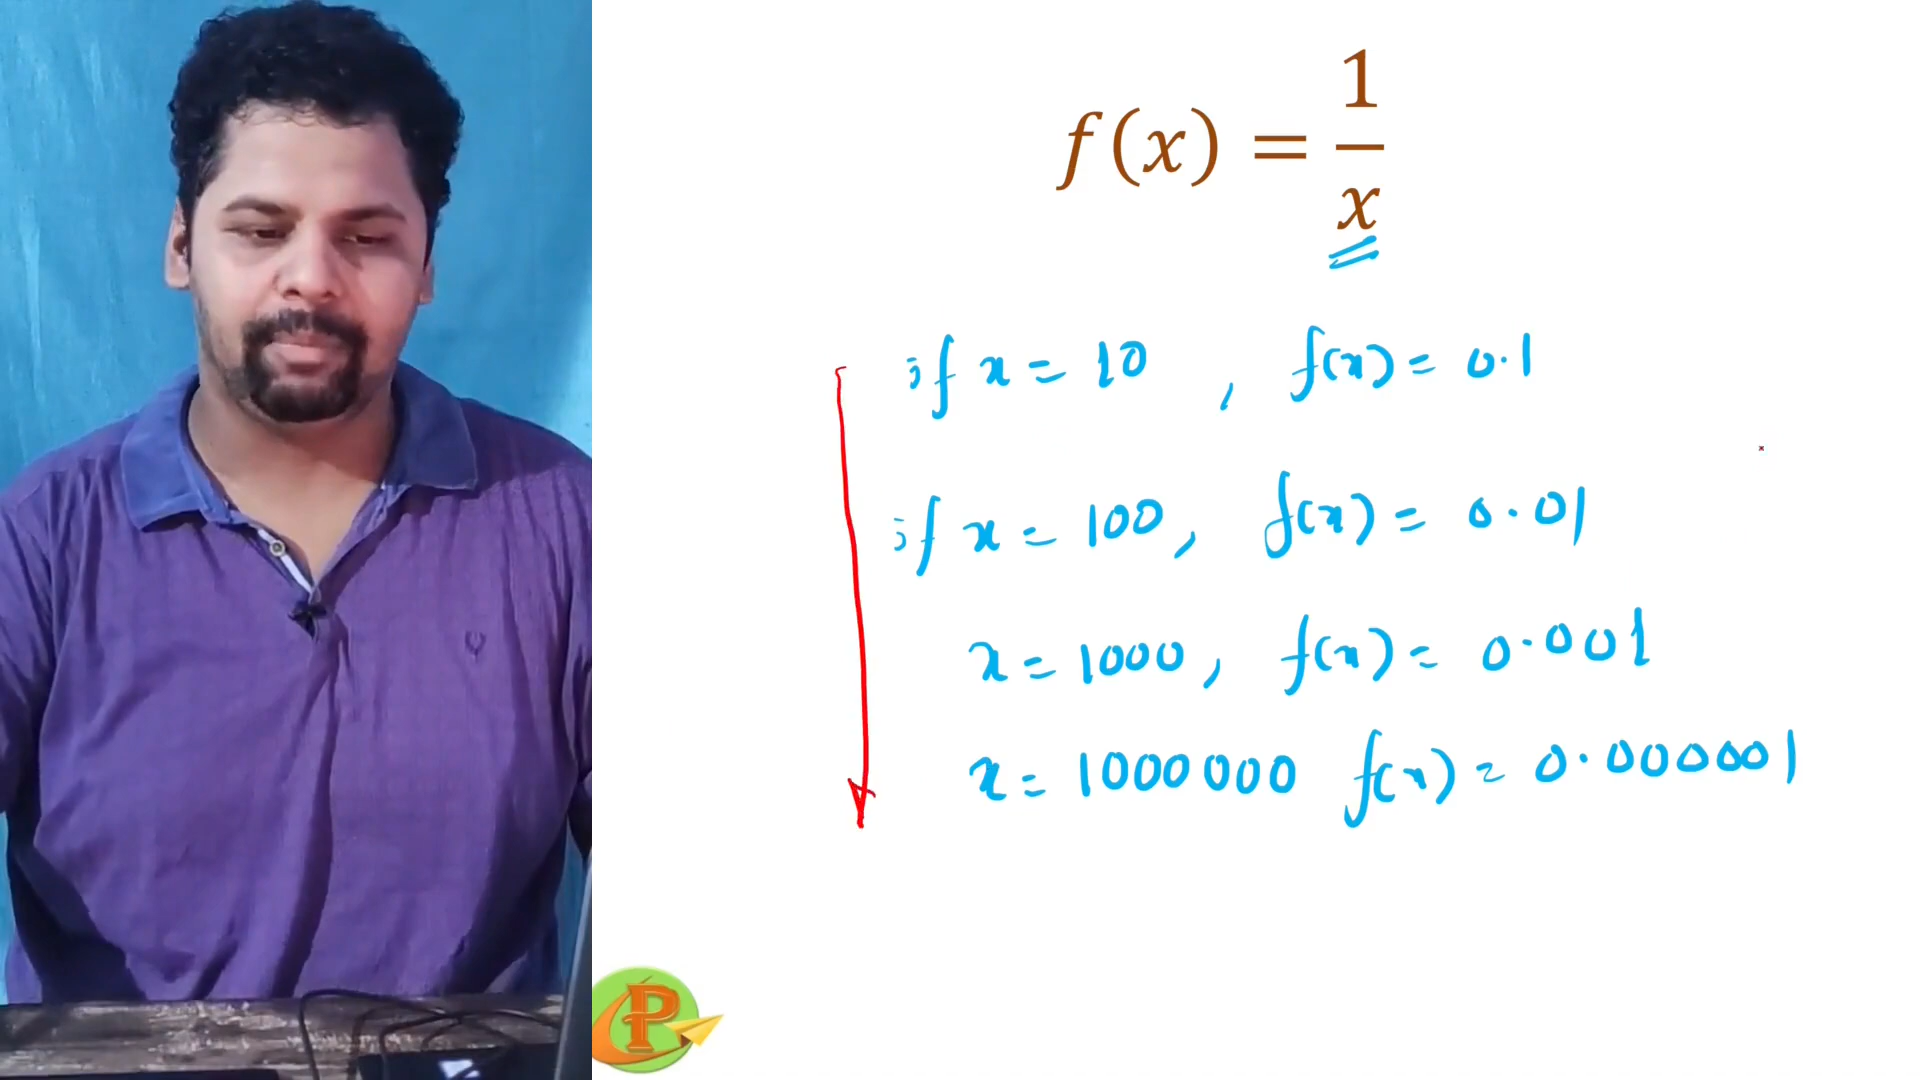 f(x) = 1/x
if x = 10 , f(x) = 0.1
if x = 100, f(x) = 0.01
x = 1000, f(x) = 0.001
x = 1000000 f(x) = 0.000001
P